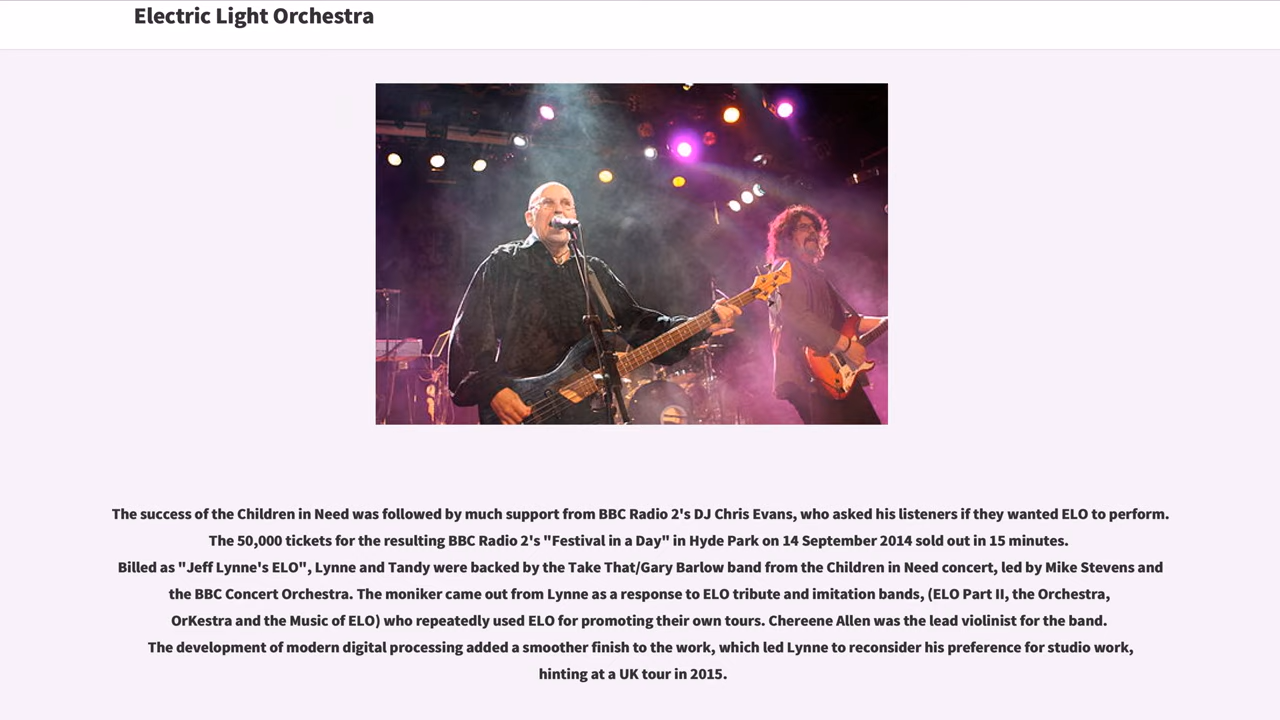 Electric Light Orchestra
The success of the Children in Need was followed by much support from BBC Radio 2's DJ Chris Evans, who asked his listeners if they wanted ELO to perform.
The 50,000 tickets for the resulting BBC Radio 2's "Festival in a Day" in Hyde Park on 14 September 2014 sold out in 15 minutes.
Billed as "Jeff Lynne's ELO", Lynne and Tandy were backed by the Take That/Gary Barlow band from the Children in Need concert, led by Mike Stevens and
the BBC Concert Orchestra. The moniker came out from Lynne as a response to ELO tribute and imitation bands, (ELO Part II, the Orchestra,
OrKestra and the Music of ELO) who repeatedly used ELO for promoting their own tours. Chereene Allen was the lead violinist for the band.
The development of modern digital processing added a smoother finish to the work, which led Lynne to reconsider his preference for studio work,
hinting at a UK tour in 2015.